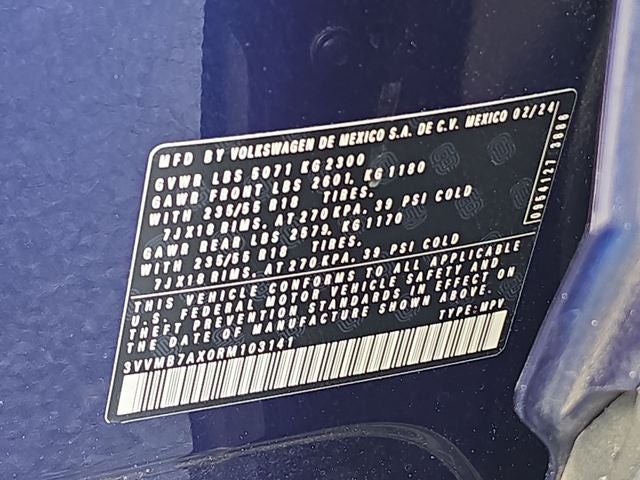 MFD BY VOLKSWAGEN DE MEXICO S.A. DE C.V. MEXICO 02/24
GVWR LBS 5071 KG 2300
GAWR FRONT LBS 2601, KG 1180
WITH 235/55 R18 TIRES.
7JX18 RIMS. AT 270 KPA. 39 PSI COLD
GAWR REAR LBS 2579. KG 1170
WITH 235/55 R18 TIRES.
7JX18 RIMS. AT 270 KPA. 39 PSI COLD
THIS VEHICLE CONFORMS TO ALL APPLICABLE
U.S. FEDERAL MOTOR VEHICLE SAFETY AND
THEFT PREVENTION STANDARDS IN EFFECT ON
THE DATE OF MANUFACTURE SHOWN ABOVE.
3VVMB7AX0RM103141 TYPE: MPV